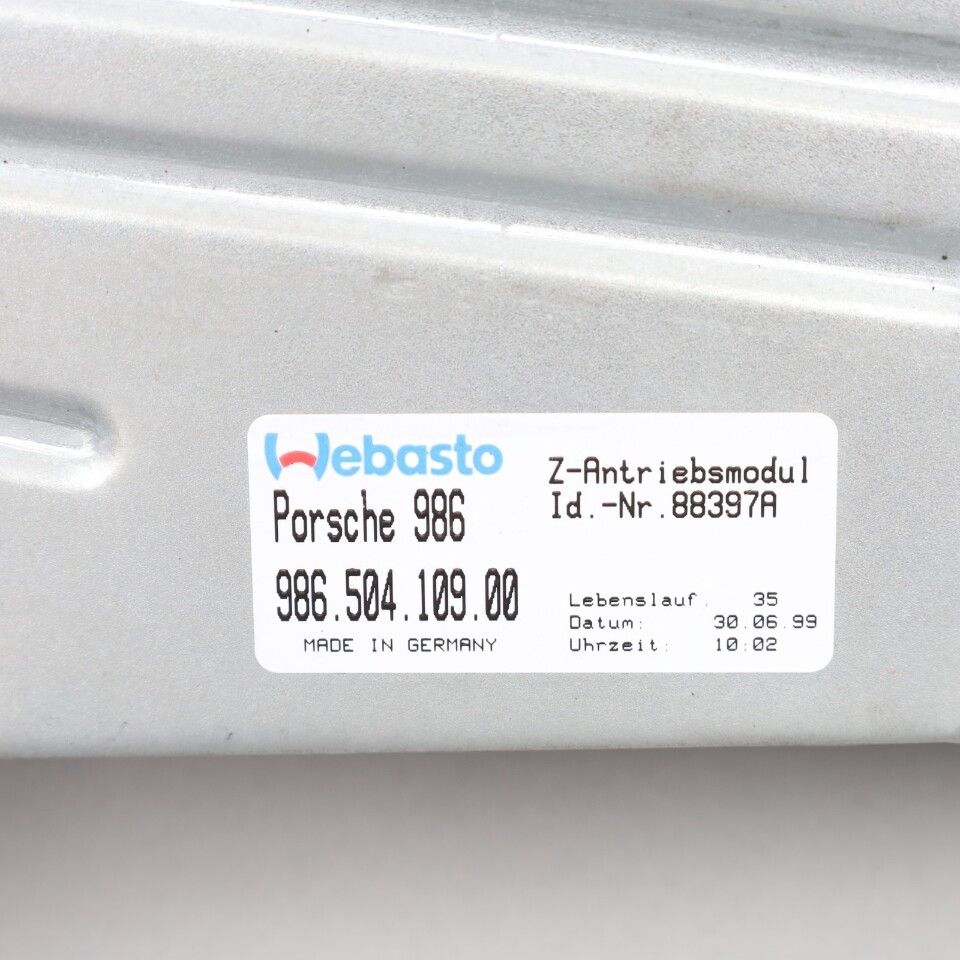 Webasto
Porsche 986
986.504.109.00
MADE IN GERMANY
Z-Antriebsmodul
Id.-Nr.88397A
Lebenslauf. 35
Datum: 30.06.99
Uhrzeit: 10:02